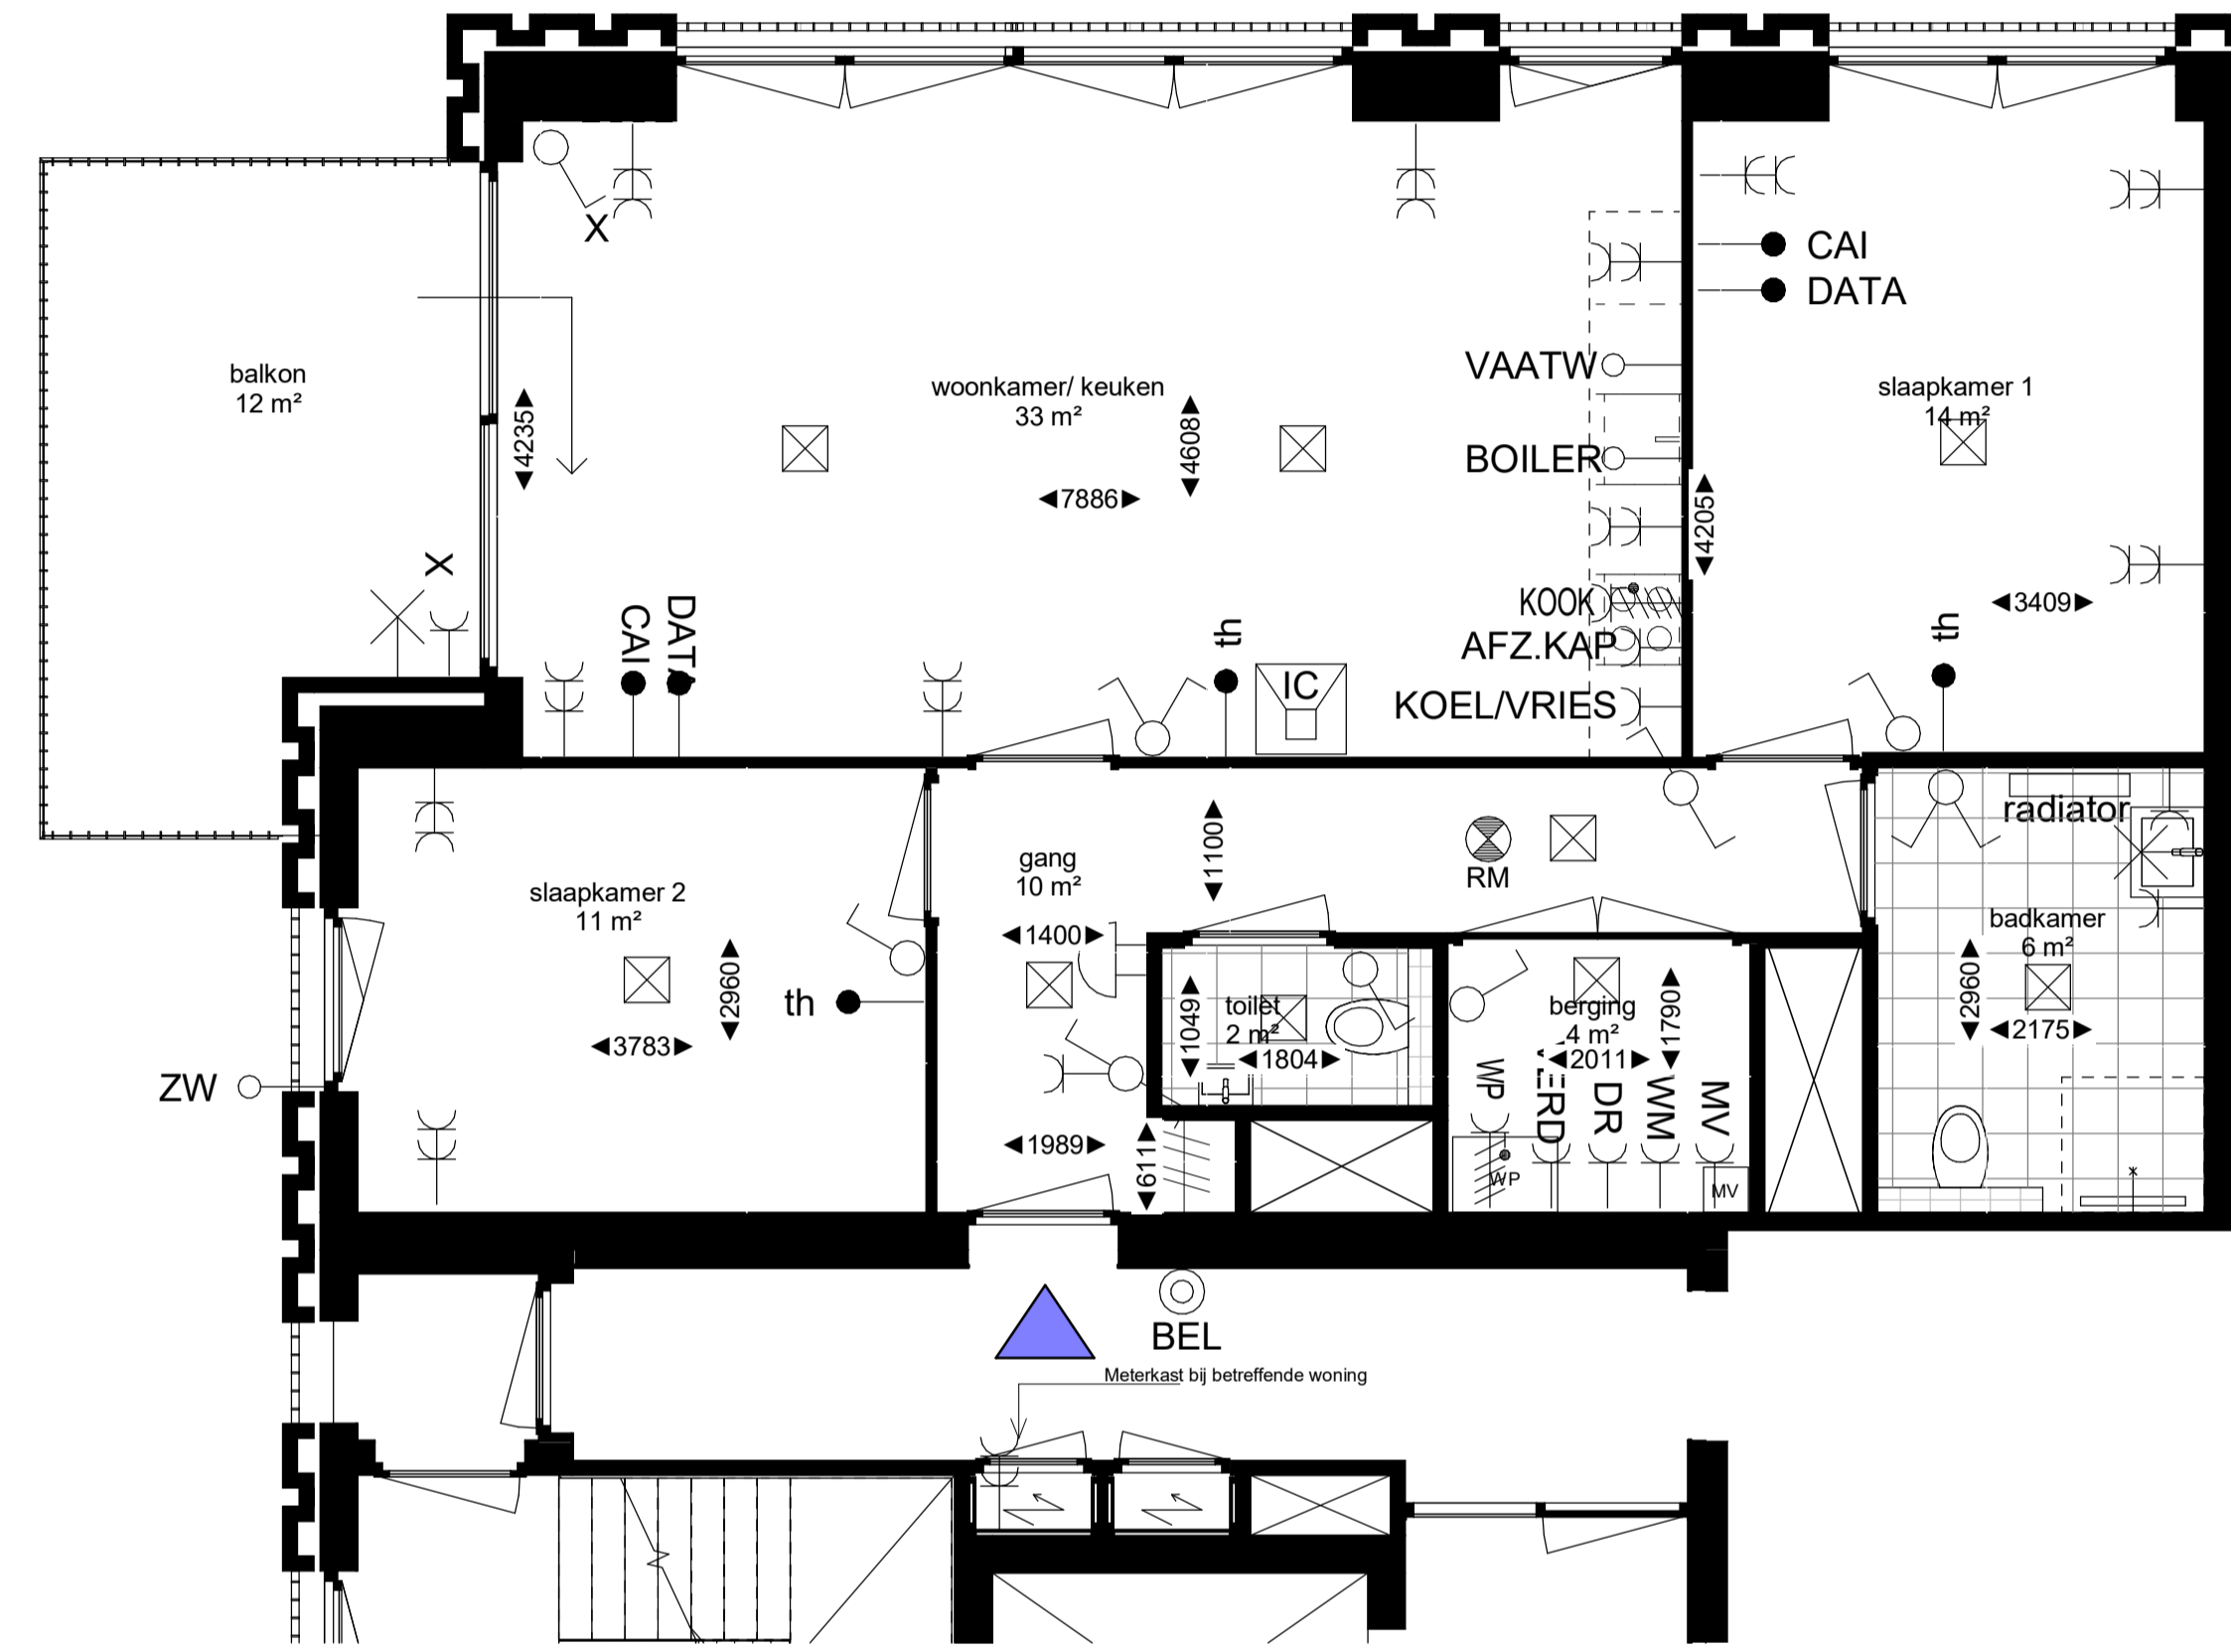 X
CAI
DATA
balkon
12 m²
woonkamer/ keuken
33 m²
slaapkamer 1
14 m²
VAATW
BOILER
4235
4608
7886
4205
X
CAI
DATA
th
IC
KOOK
AFZ.KAP
KOEL/VRIES
3409
th
radiator
slaapkamer 2
11 m²
gang
10 m²
1100
RM
badkamer
6 m²
1400
2960
3783
th
toilet
2 m²
1049
1804
berging
4 m²
1790
2011
2960
2175
ZW
WP
DR
WM
MV
1989
611
WP
MV
BEL
Meterkast bij betreffende woning